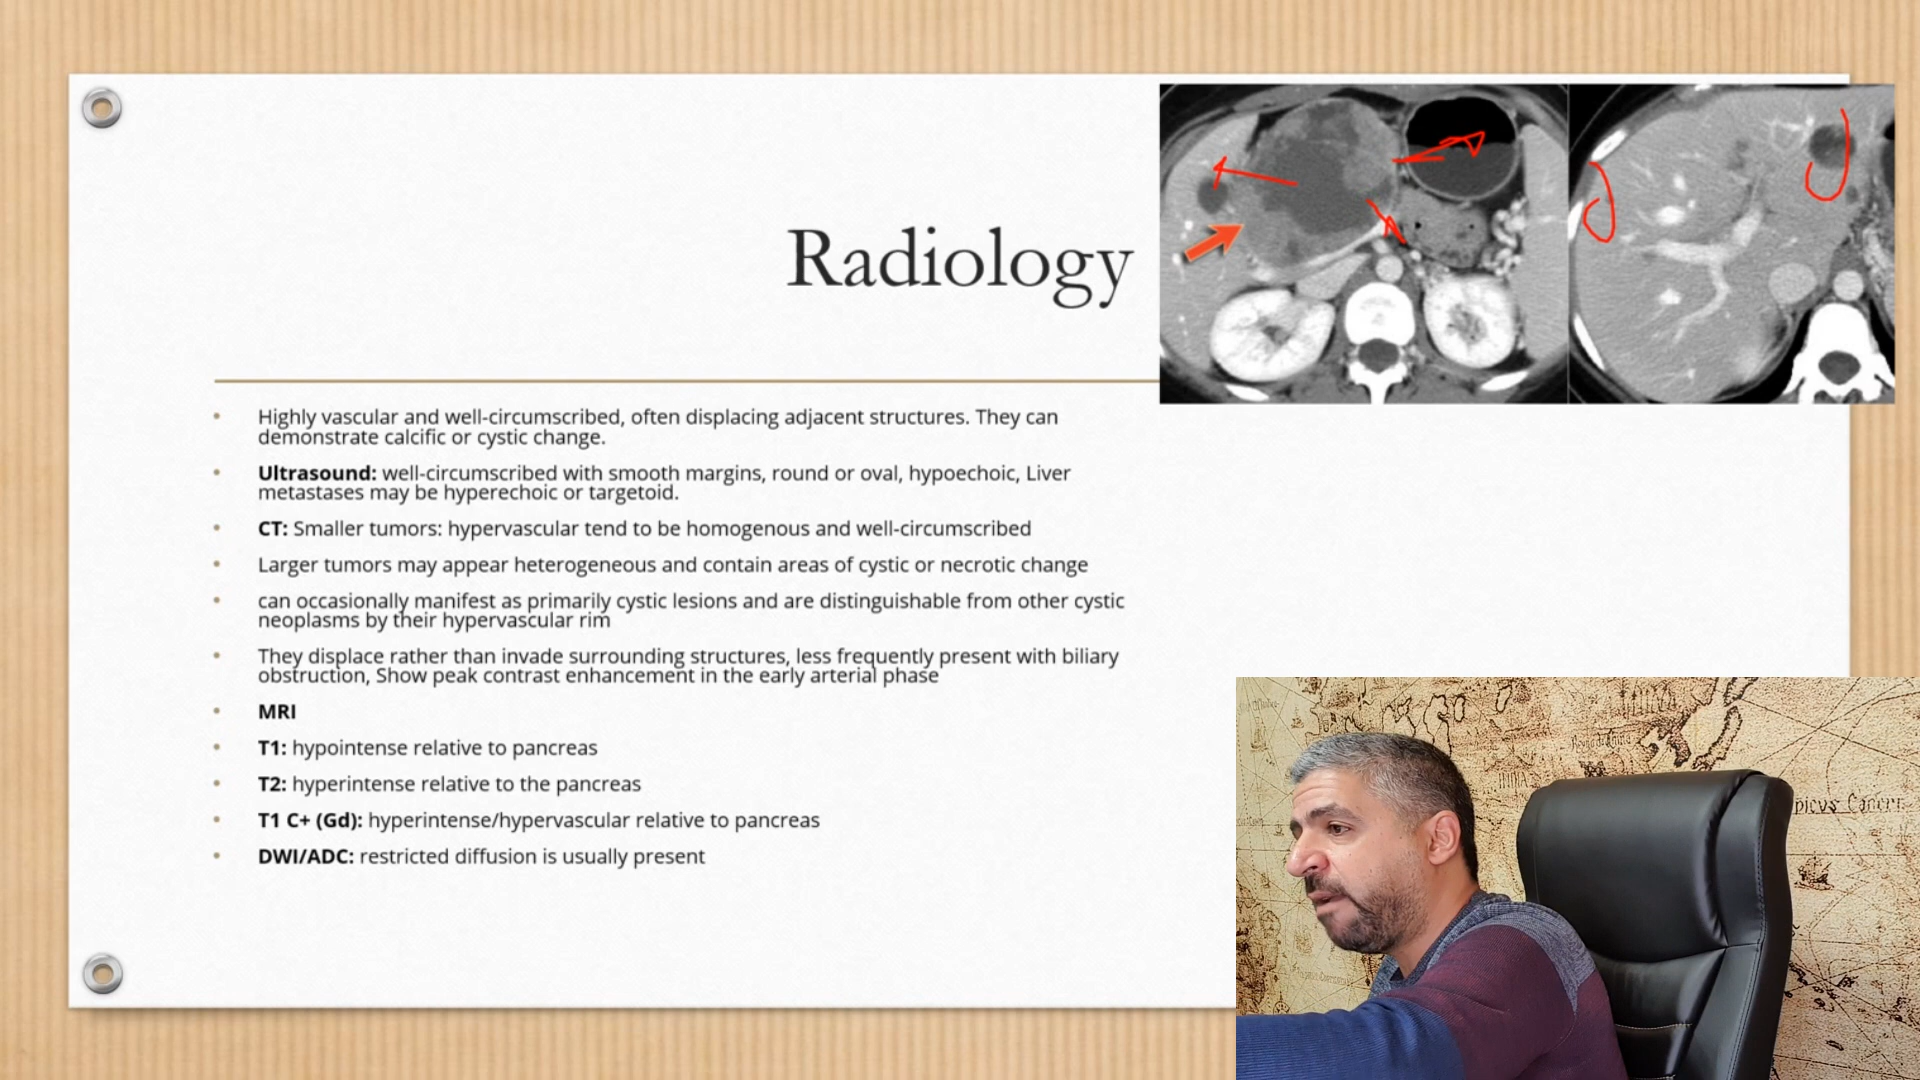 Radiology
Highly vascular and well-circumscribed, often displacing adjacent structures. They can
demonstrate calcific or cystic change.
Ultrasound: well-circumscribed with smooth margins, round or oval, hypoechoic, Liver
metastases may be hyperechoic or targetoid.
CT: Smaller tumors: hypervascular tend to be homogenous and well-circumscribed
Larger tumors may appear heterogeneous and contain areas of cystic or necrotic change
can occasionally manifest as primarily cystic lesions and are distinguishable from other cystic
neoplasms by their hypervascular rim
They displace rather than invade surrounding structures, less frequently present with biliary
obstruction, Show peak contrast enhancement in the early arterial phase
MRI
T1: hypointense relative to pancreas
T2: hyperintense relative to the pancreas
T1 C+ (Gd): hyperintense/hypervascular relative to pancreas
DWI/ADC: restricted diffusion is usually present